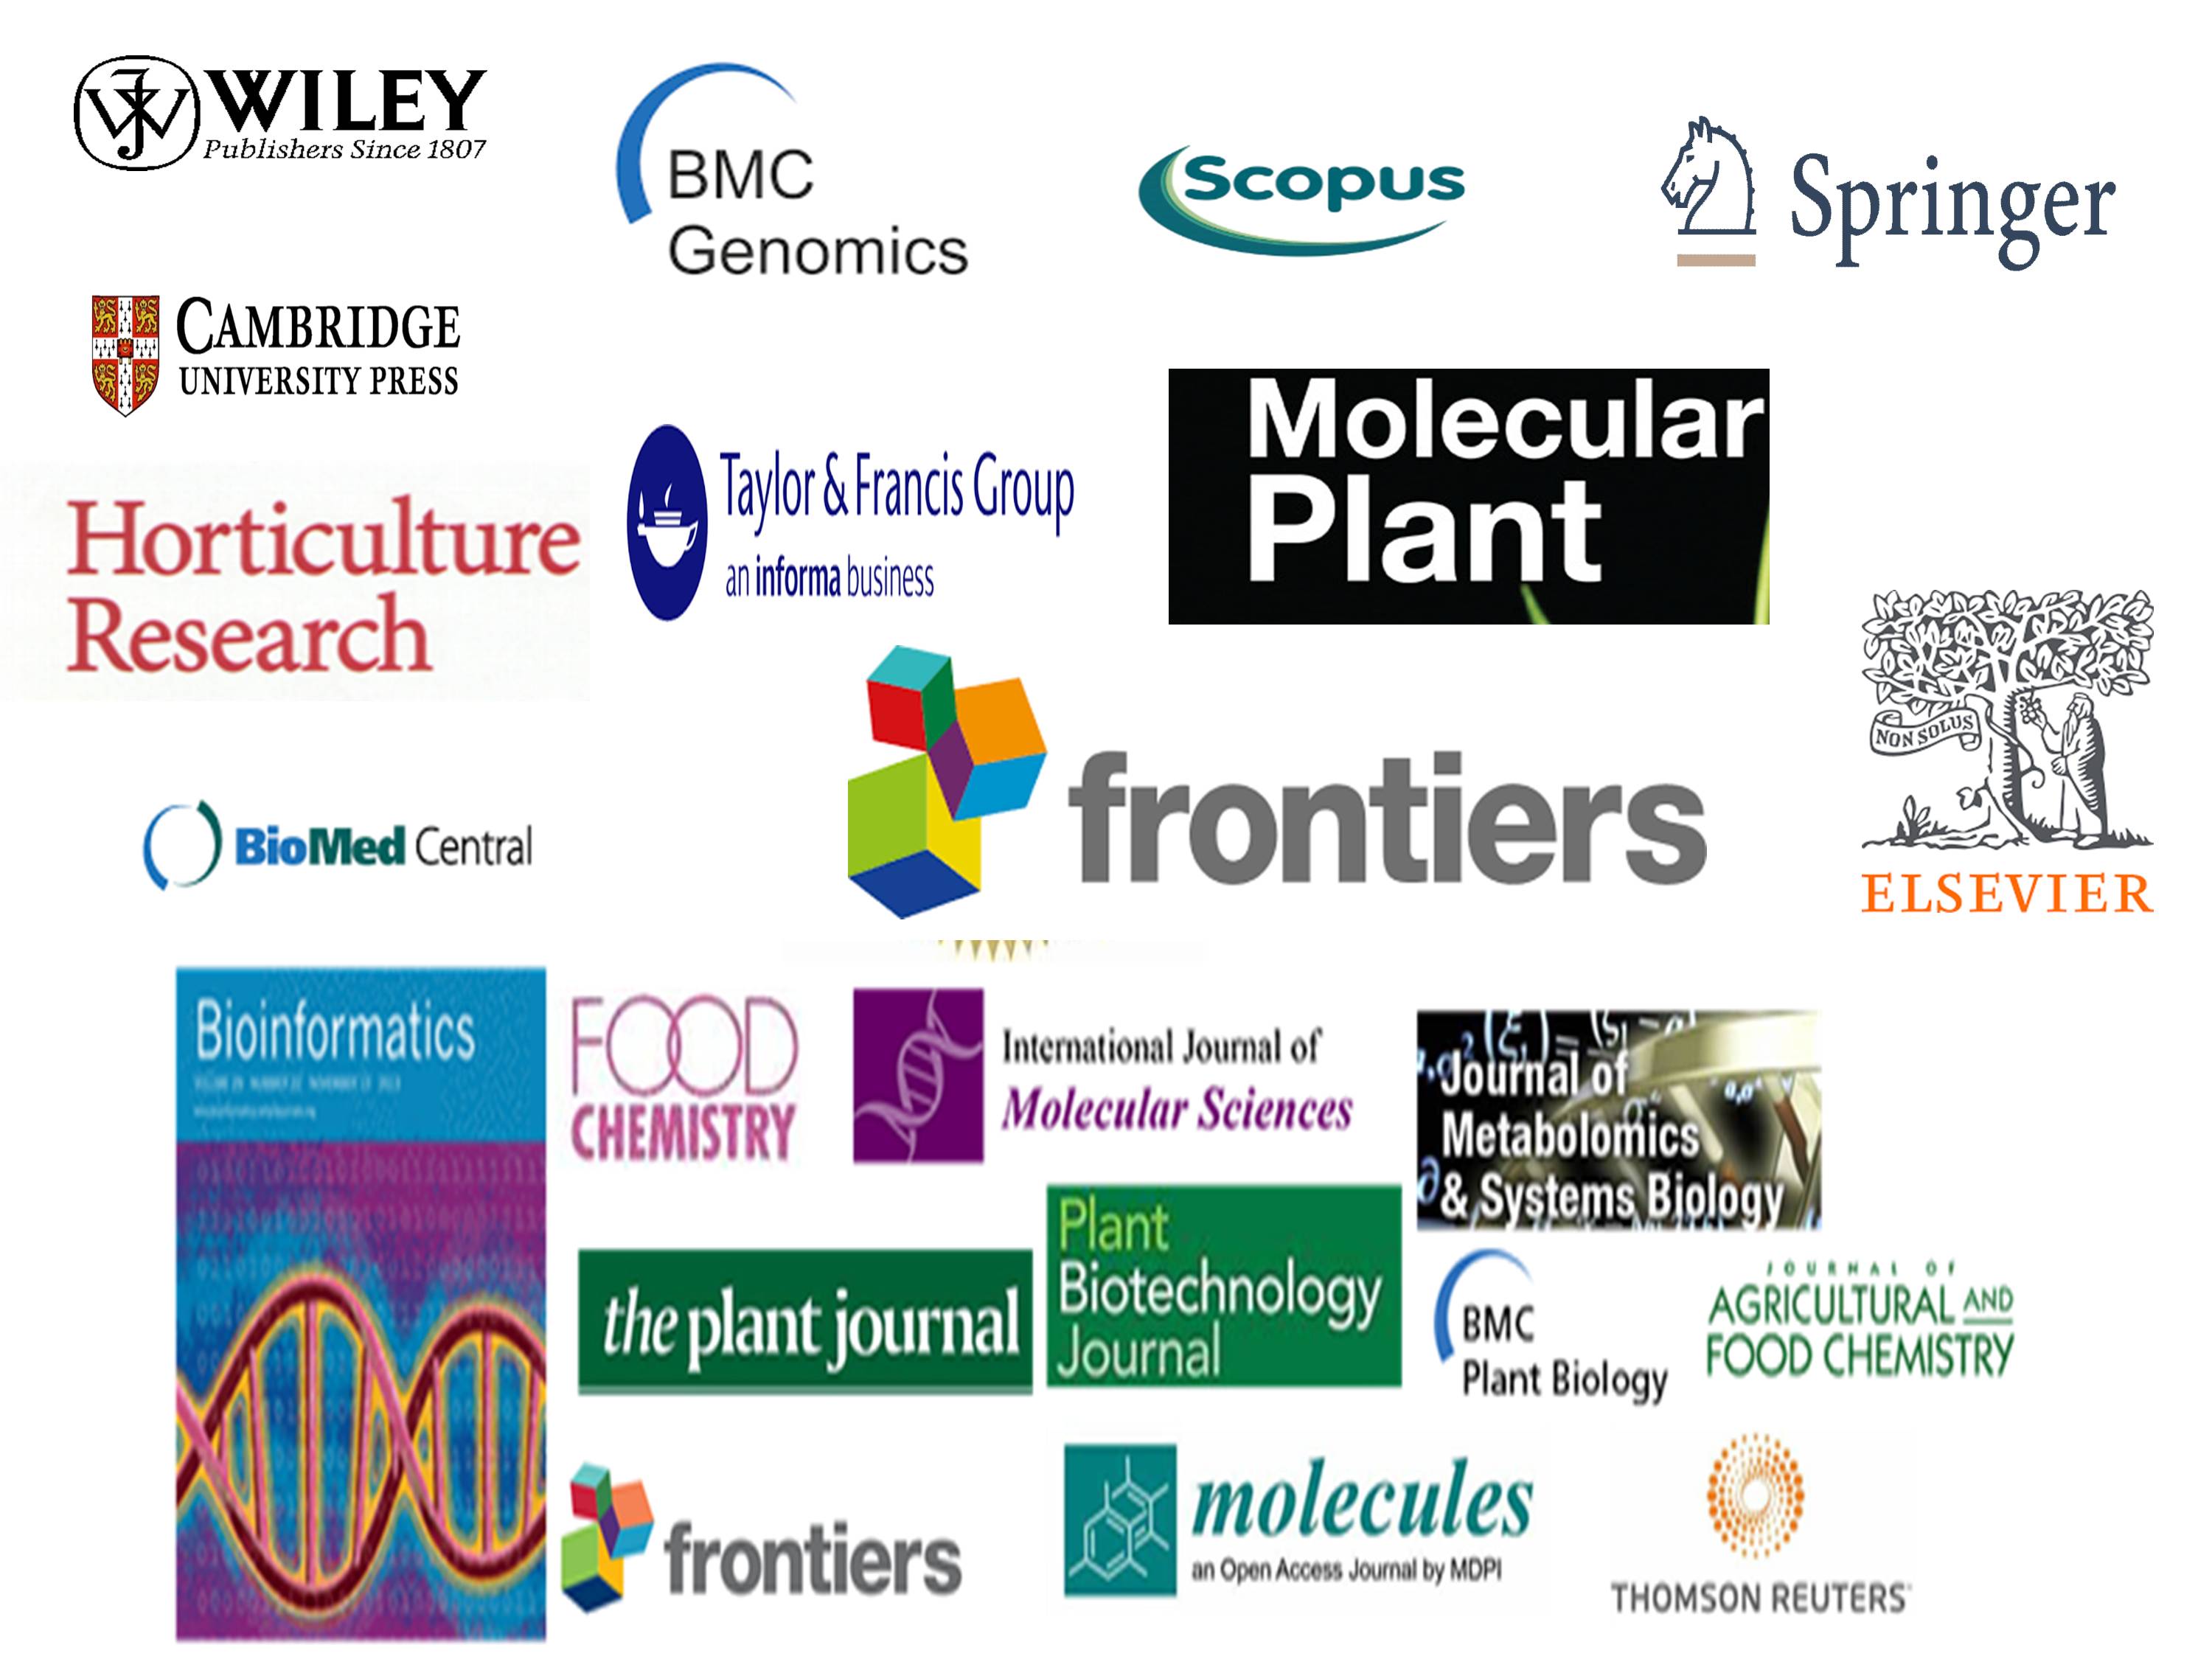 WILEY
Publishers Since 1807
BMC
Genomics
Scopus
Springer
CAMBRIDGE
UNIVERSITY PRESS
Horticulture
Research
Taylor & Francis Group
an informa business
Molecular
Plant
NON SOLUS
ELSEVIER
BioMed Central
frontiers
Bioinformatics
FOOD
CHEMISTRY
International Journal of
Molecular Sciences
Journal of
Metabolomics
& Systems Biology
the plant journal
Plant
Biotechnology
Journal
BMC
Plant Biology
JOURNAL OF
AGRICULTURAL AND
FOOD CHEMISTRY
frontiers
molecules
an Open Access Journal by MDPI
THOMSON REUTERS